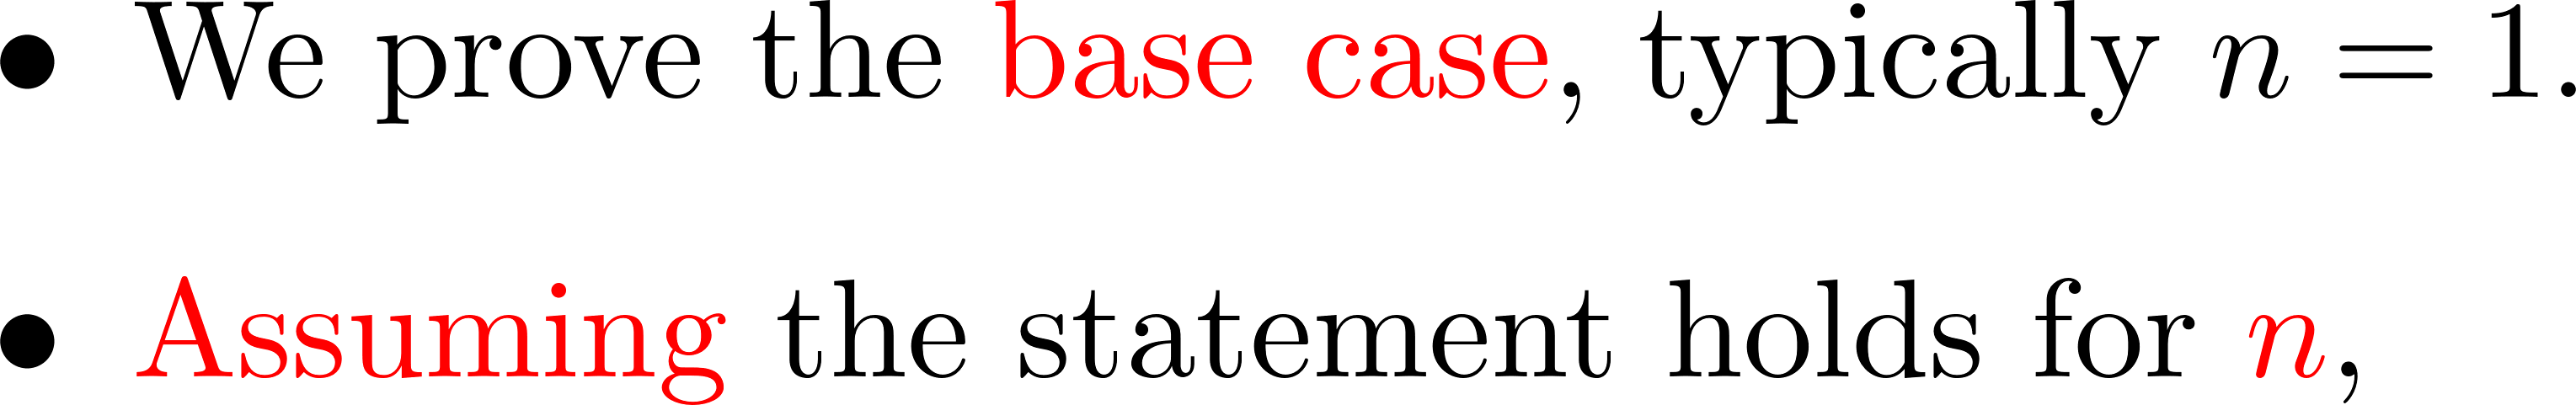 • We prove the base case, typically n = 1.
• Assuming the statement holds for n,